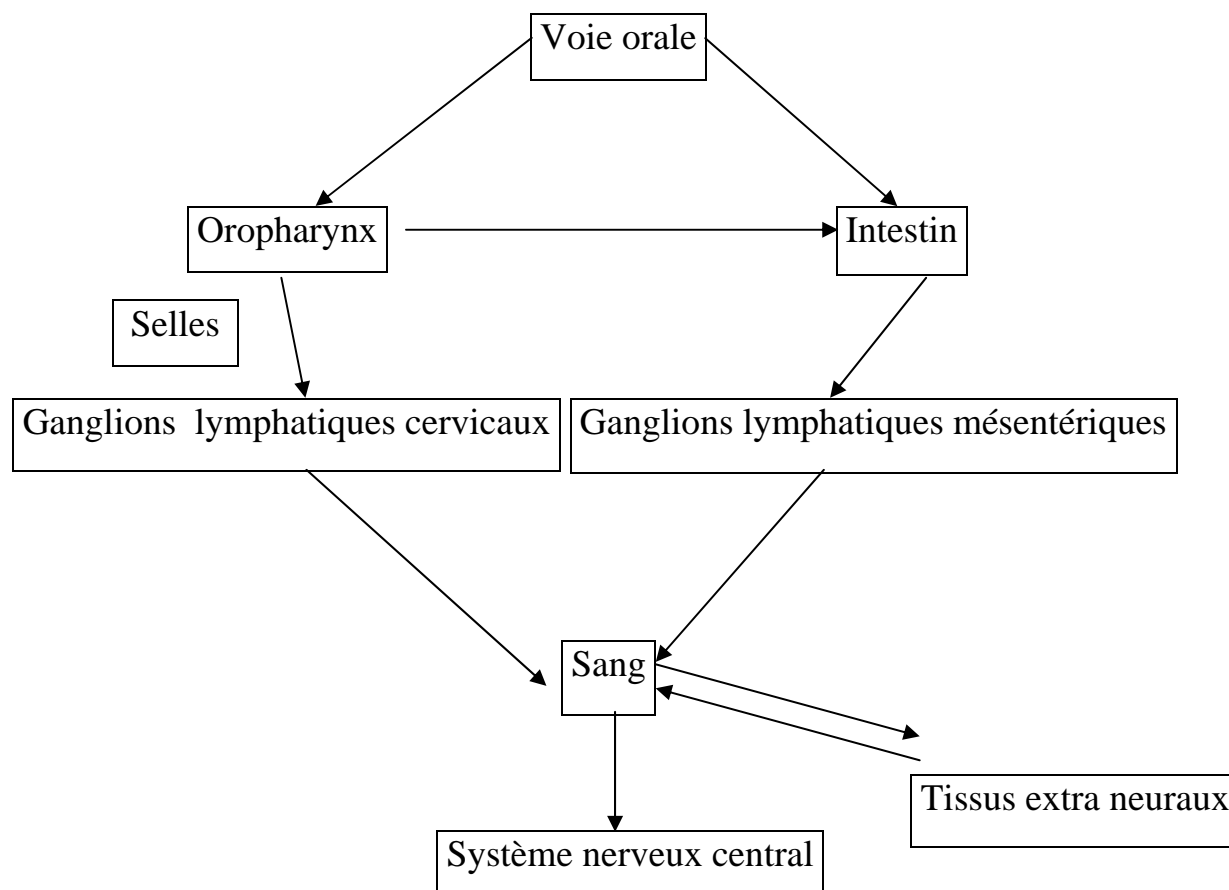 Voie orale
Oropharynx
Intestin
Selles
Ganglions lymphatiques cervicaux
Ganglions lymphatiques mésentériques
Sang
Tissus extra neuraux
Système nerveux central